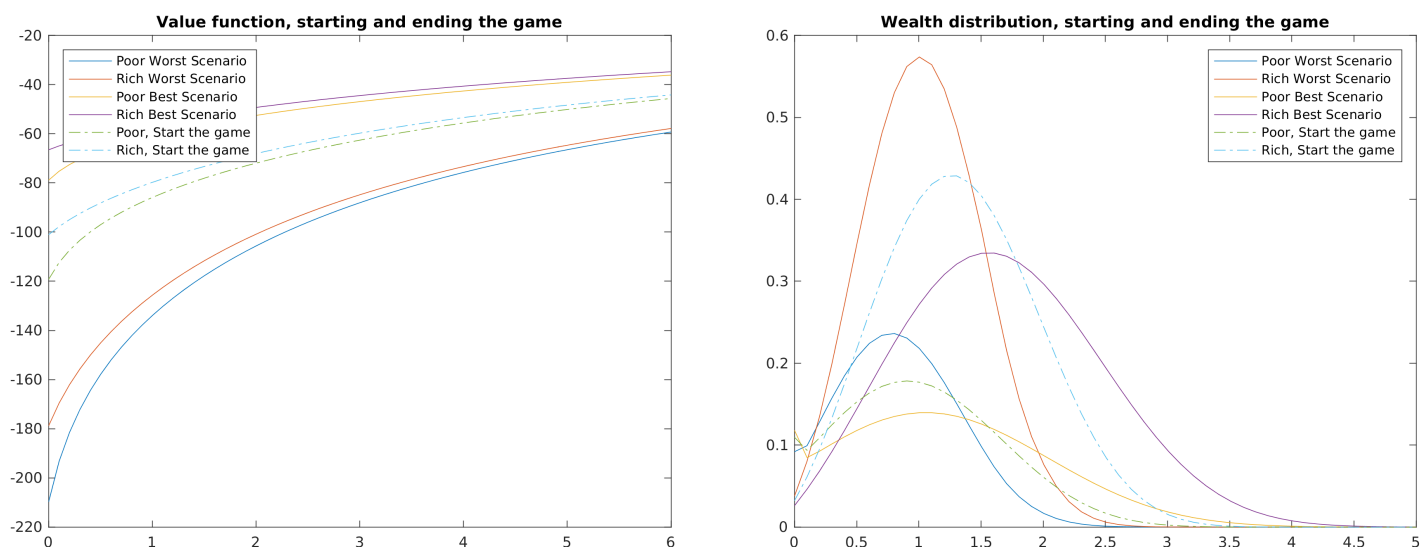 Value function, starting and ending the game
-20
-40
-60
-80
-100
-120
-140
-160
-180
-200
-220
0 1 2 3 4 5 6
Poor Worst Scenario
Rich Worst Scenario
Poor Best Scenario
Rich Best Scenario
Poor, Start the game
Rich, Start the game
Wealth distribution, starting and ending the game
0.6
0.5
0.4
0.3
0.2
0.1
0
0 0.5 1 1.5 2 2.5 3 3.5 4 4.5 5
Poor Worst Scenario
Rich Worst Scenario
Poor Best Scenario
Rich Best Scenario
Poor, Start the game
Rich, Start the game